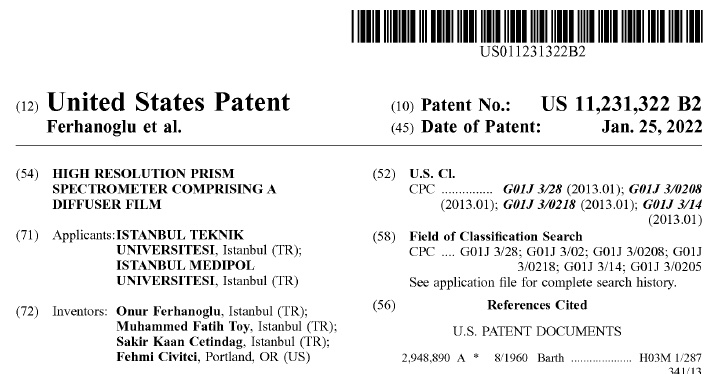 US011231322B2
(12) United States Patent
Ferhanoglu et al.
(10) Patent No.: US 11,231,322 B2
(45) Date of Patent: Jan. 25, 2022
(54) HIGH RESOLUTION PRISM
SPECTROMETER COMPRISING A
DIFFUSER FILM
(71) Applicants: ISTANBUL TEKNIK
UNIVERSITESI, Istanbul (TR);
ISTANBUL MEDIPOL
UNIVERSITESI, Istanbul (TR)
(72) Inventors: Onur Ferhanoglu, Istanbul (TR);
Muhammed Fatih Toy, Istanbul (TR);
Sakir Kaan Cetindag, Istanbul (TR);
Fehmi Civitci, Portland, OR (US)
(52) U.S. Cl.
CPC ............... G01J 3/28 (2013.01); G01J 3/0208
(2013.01); G01J 3/0218 (2013.01); G01J 3/14
(2013.01)
(58) Field of Classification Search
CPC .... G01J 3/28; G01J 3/02; G01J 3/0208; G01J
3/0218; G01J 3/14; G01J 3/0205
See application file for complete search history.
(56) References Cited
U.S. PATENT DOCUMENTS
2,948,890 A * 8/1960 Barth .................. H03M 1/287
341/13